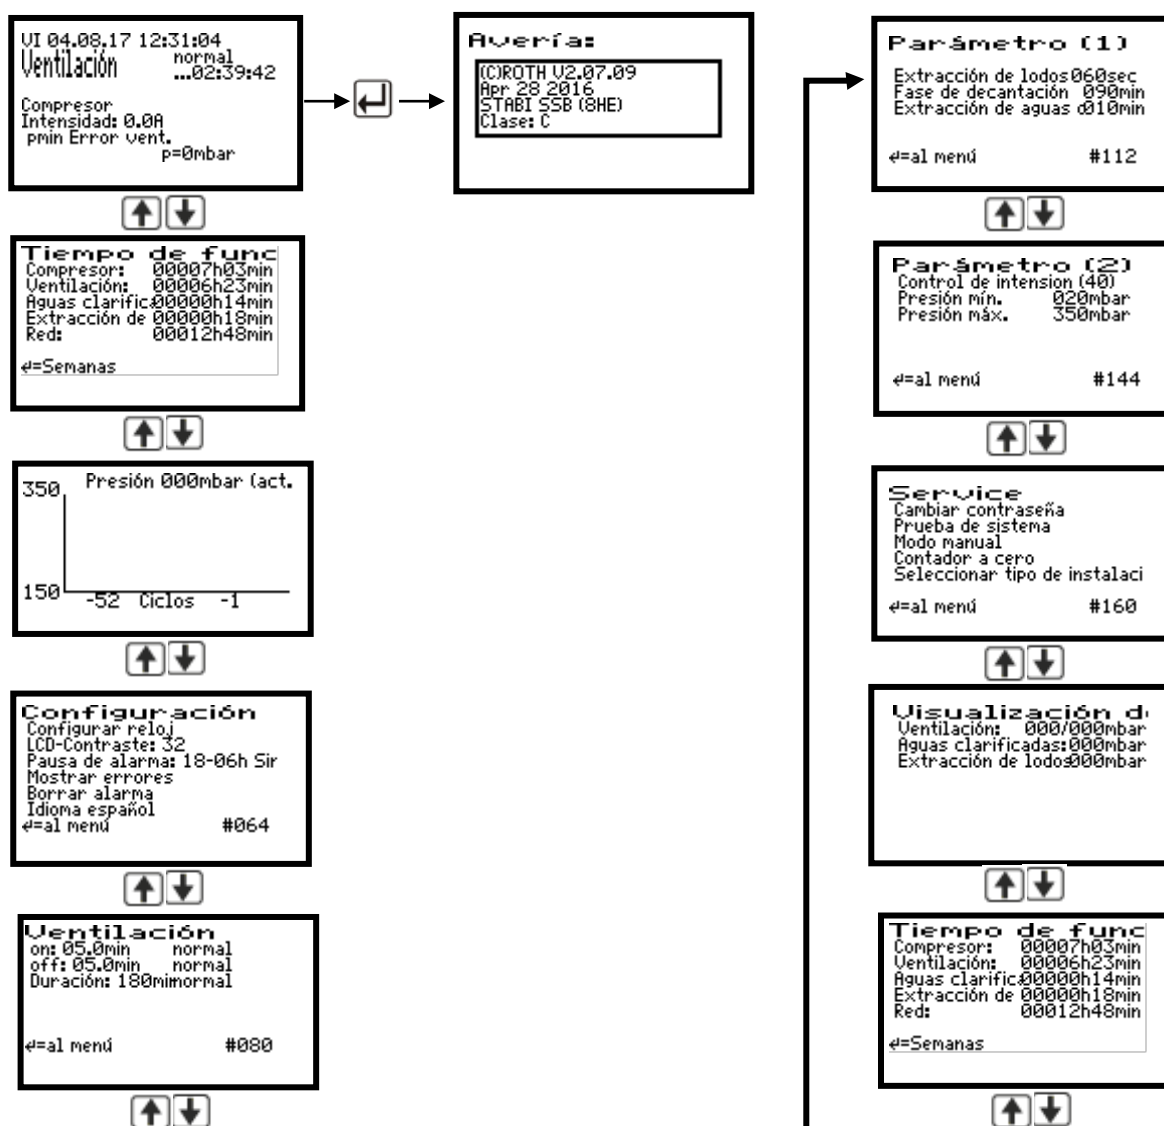 VI 04.08.17 12:31:04
Ventilación normal
...02:39:42
Compresor
Intensidad: 0.0A
pmin Error vent.
p=0mbar
Avería:
(C)ROTH V2.07.09
Apr 28 2016
STABI SSB (8HE)
Clase: C
Tiempo de func
Compresor: 00007h03min
Ventilación: 00006h23min
Aguas clarific.00000h14min
Extracción de 00000h18min
Red: 00012h48min
↵=Semanas
Presión 000mbar (act.
350
150
-52 Ciclos -1
Configuración
Configurar reloj
LCD-Contraste: 32
Pausa de alarma: 18-06h Sir
Mostrar errores
Borrar alarma
Idioma español
↵=al menú #064
Ventilación
on: 05.0min normal
off: 05.0min normal
Duración: 180minormal
↵=al menú #080
Parámetro (1)
Extracción de lodos060sec
Fase de decantación 090min
Extracción de aguas c010min
↵=al menú #112
Parámetro (2)
Control de intension (40)
Presión mín. 020mbar
Presión máx. 350mbar
↵=al menú #144
Service
Cambiar contraseña
Prueba de sistema
Modo manual
Contador a cero
Seleccionar tipo de instalaci
↵=al menú #160
Visualización d
Ventilación: 000/000mbar
Aguas clarificadas:000mbar
Extracción de lodos000mbar
Tiempo de func
Compresor: 00007h03min
Ventilación: 00006h23min
Aguas clarific.00000h14min
Extracción de 00000h18min
Red: 00012h48min
↵=Semanas